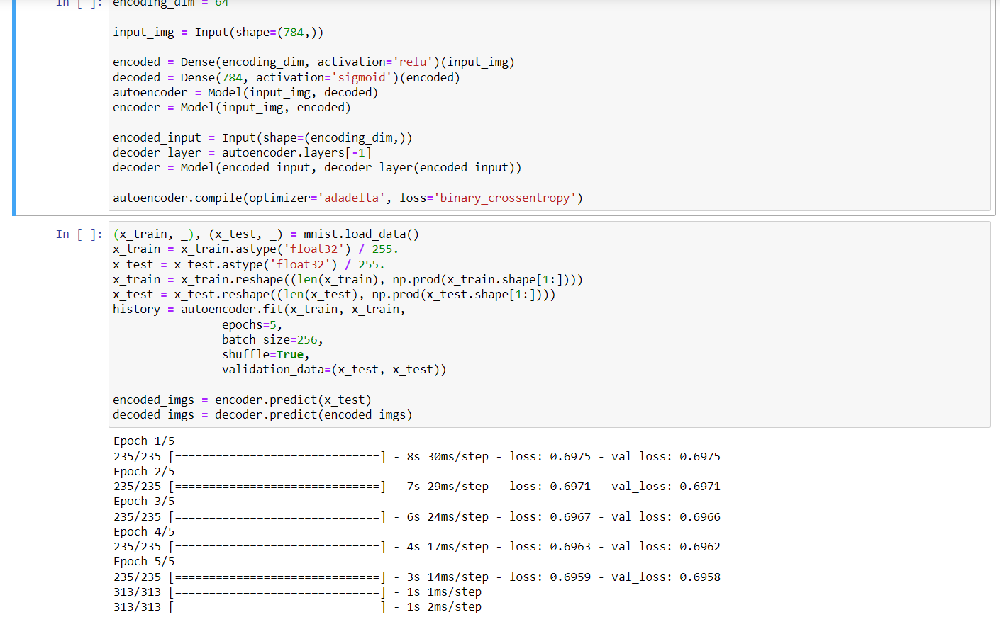 In [ ]: encoding_dim = 64
input_img = Input(shape=(784,))
encoded = Dense(encoding_dim, activation='relu')(input_img)
decoded = Dense(784, activation='sigmoid')(encoded)
autoencoder = Model(input_img, decoded)
encoder = Model(input_img, encoded)
encoded_input = Input(shape=(encoding_dim,))
decoder_layer = autoencoder.layers[-1]
decoder = Model(encoded_input, decoder_layer(encoded_input))
autoencoder.compile(optimizer='adadelta', loss='binary_crossentropy')
In [ ]: (x_train, _), (x_test, _) = mnist.load_data()
x_train = x_train.astype('float32') / 255.
x_test = x_test.astype('float32') / 255.
x_train = x_train.reshape((len(x_train), np.prod(x_train.shape[1:])))
x_test = x_test.reshape((len(x_test), np.prod(x_test.shape[1:])))
history = autoencoder.fit(x_train, x_train,
epochs=5,
batch_size=256,
shuffle=True,
validation_data=(x_test, x_test))
encoded_imgs = encoder.predict(x_test)
decoded_imgs = decoder.predict(encoded_imgs)
Epoch 1/5
235/235 [==============================] - 8s 30ms/step - loss: 0.6975 - val_loss: 0.6975
Epoch 2/5
235/235 [==============================] - 7s 29ms/step - loss: 0.6971 - val_loss: 0.6971
Epoch 3/5
235/235 [==============================] - 6s 24ms/step - loss: 0.6967 - val_loss: 0.6966
Epoch 4/5
235/235 [==============================] - 4s 17ms/step - loss: 0.6963 - val_loss: 0.6962
Epoch 5/5
235/235 [==============================] - 3s 14ms/step - loss: 0.6959 - val_loss: 0.6958
313/313 [==============================] - 1s 1ms/step
313/313 [==============================] - 1s 2ms/step